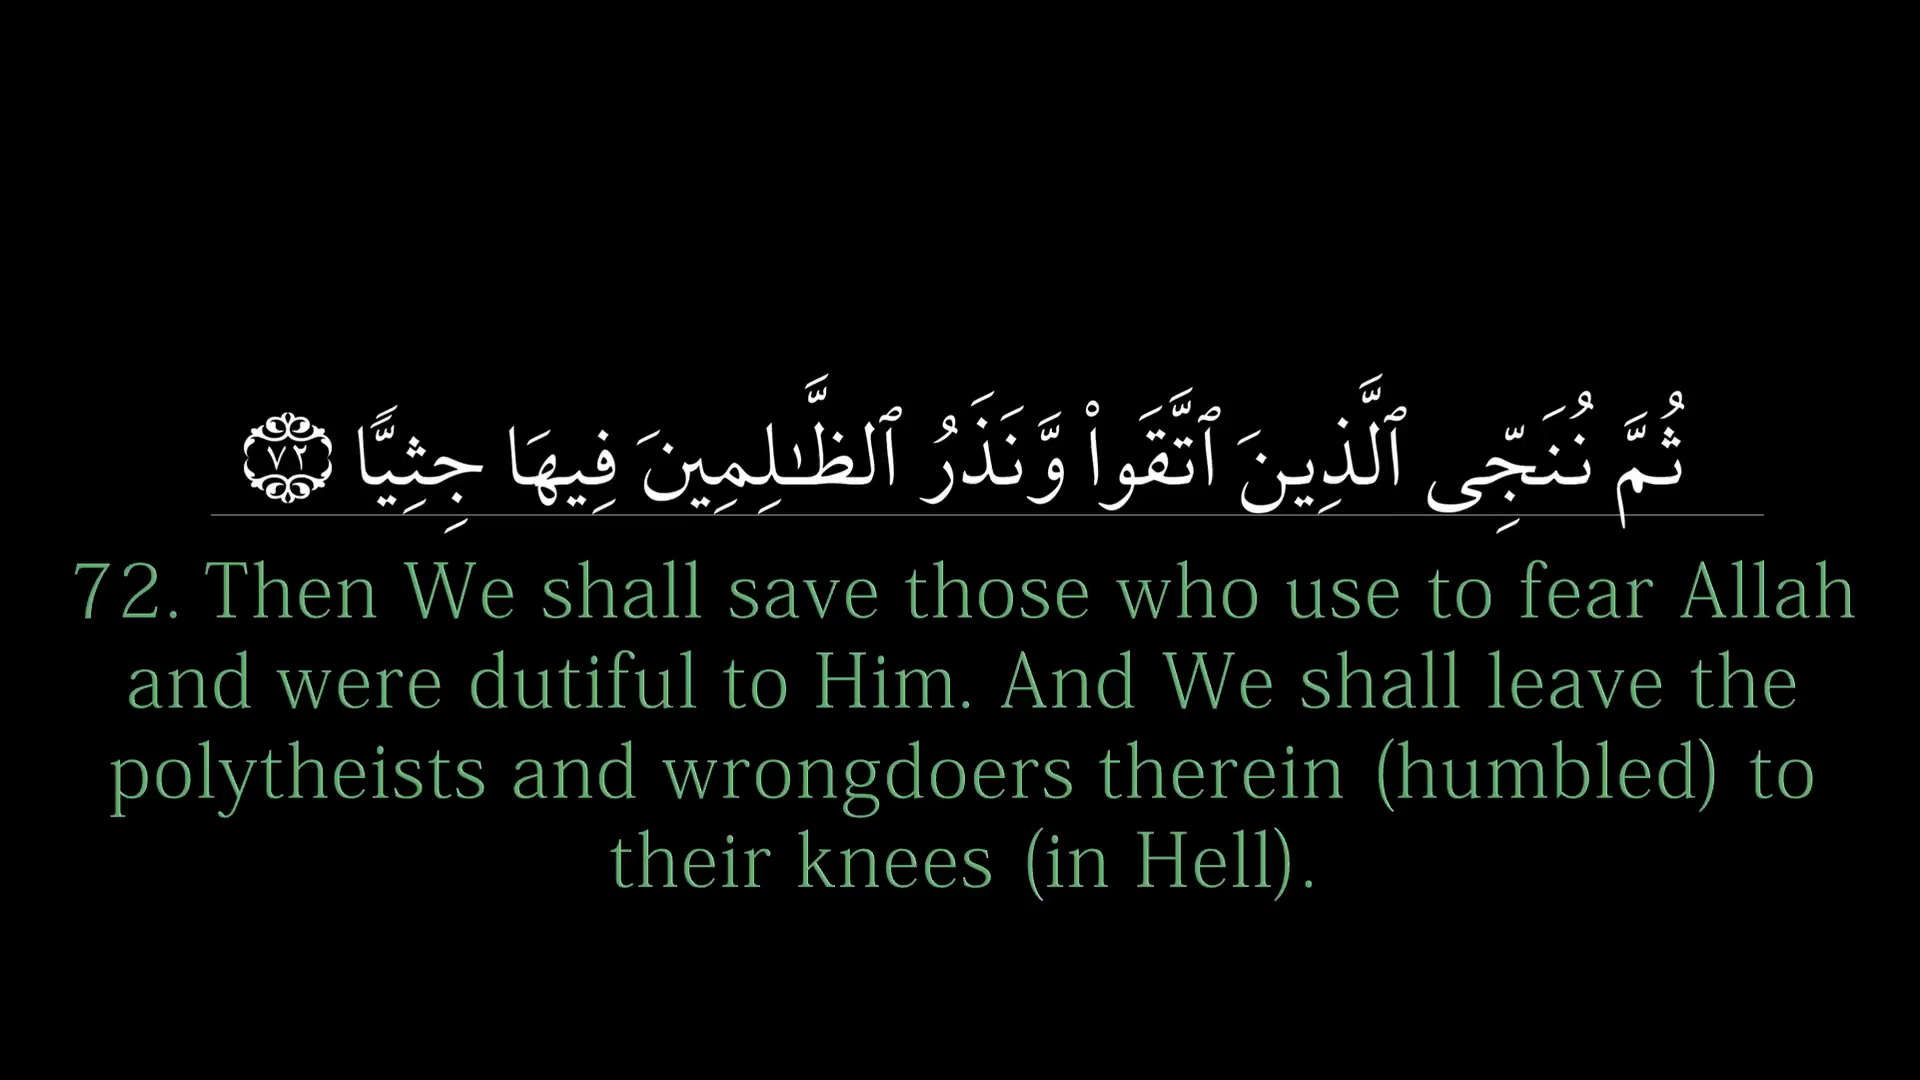 ثُمَّ نُنَجِّى ٱلَّذِينَ ٱتَّقَوا۟ وَّنَذَرُ ٱلظَّـٰلِمِينَ فِيهَا جِثِيًّا ٧٢
72. Then We shall save those who use to fear Allah
and were dutiful to Him. And We shall leave the
polytheists and wrongdoers therein (humbled) to
their knees (in Hell).